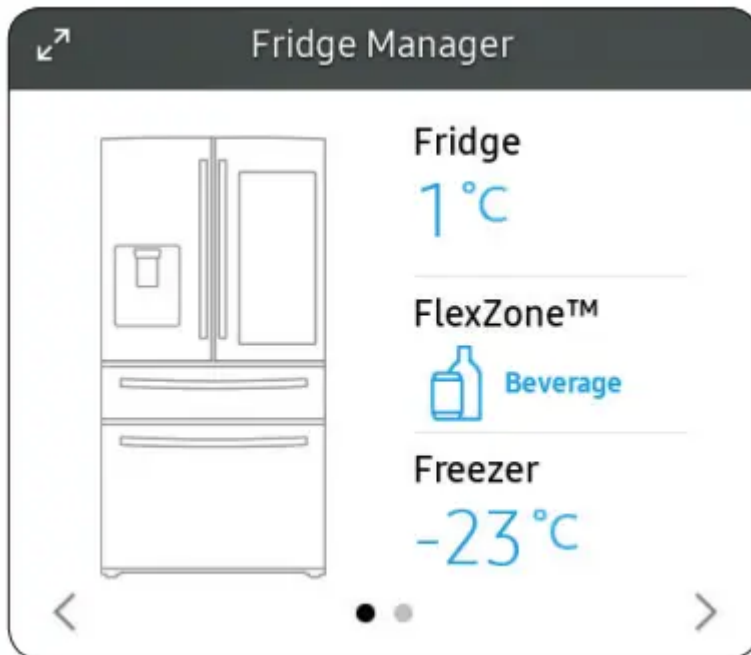 Fridge Manager
Fridge
1 °C
FlexZone™
Beverage
Freezer
-23 °C